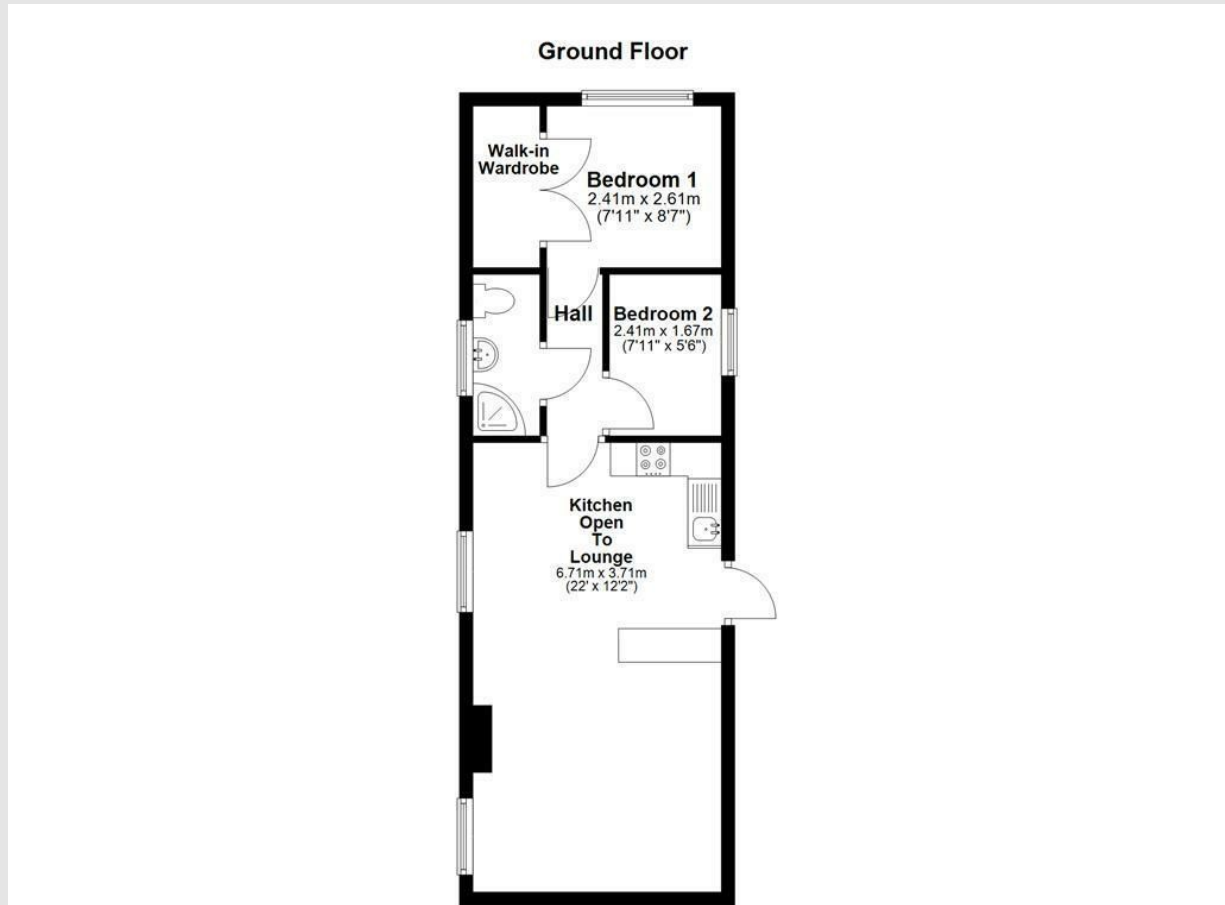 Ground Floor
Walk-in
Wardrobe
Bedroom 1
2.41m x 2.61m
(7'11" x 8'7")
Hall
Bedroom 2
2.41m x 1.67m
(7'11" x 5'6")
Kitchen
Open
To
Lounge
6.71m x 3.71m
(22' x 12'2")